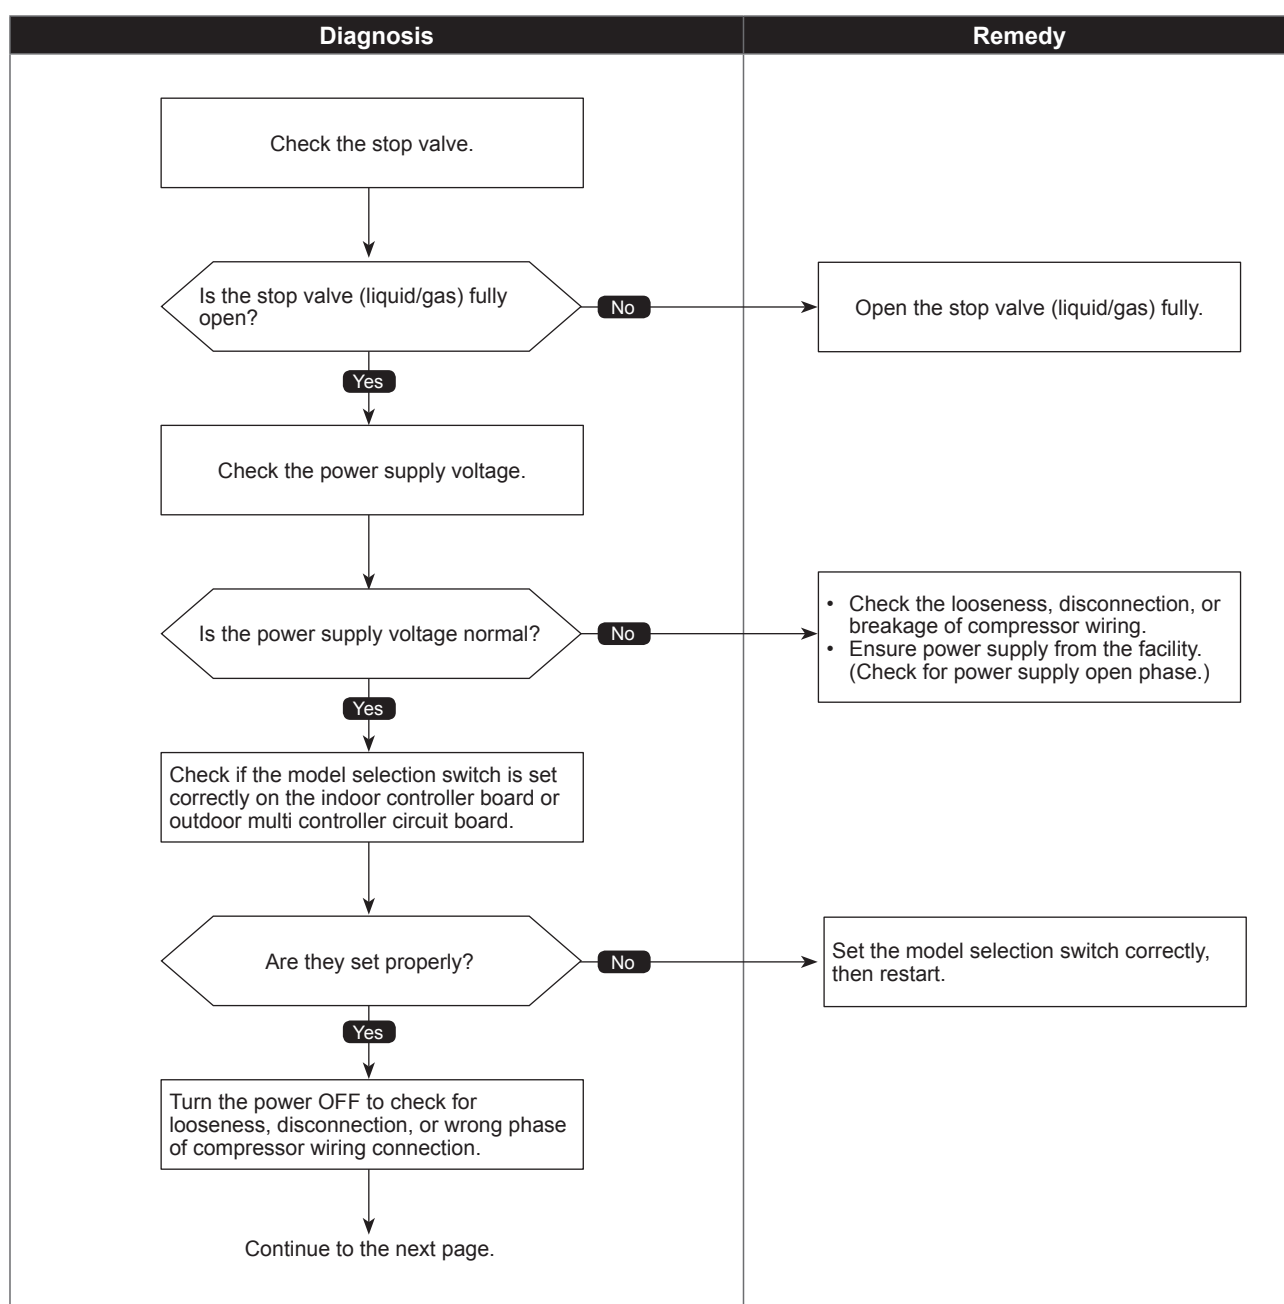 Diagnosis
Remedy
Check the stop valve.
Is the stop valve (liquid/gas) fully
open?
No
Open the stop valve (liquid/gas) fully.
Yes
Check the power supply voltage.
Is the power supply voltage normal?
No
• Check the looseness, disconnection, or
breakage of compressor wiring.
• Ensure power supply from the facility.
(Check for power supply open phase.)
Yes
Check if the model selection switch is set
correctly on the indoor controller board or
outdoor multi controller circuit board.
Are they set properly?
No
Set the model selection switch correctly,
then restart.
Yes
Turn the power OFF to check for
looseness, disconnection, or wrong phase
of compressor wiring connection.
Continue to the next page.